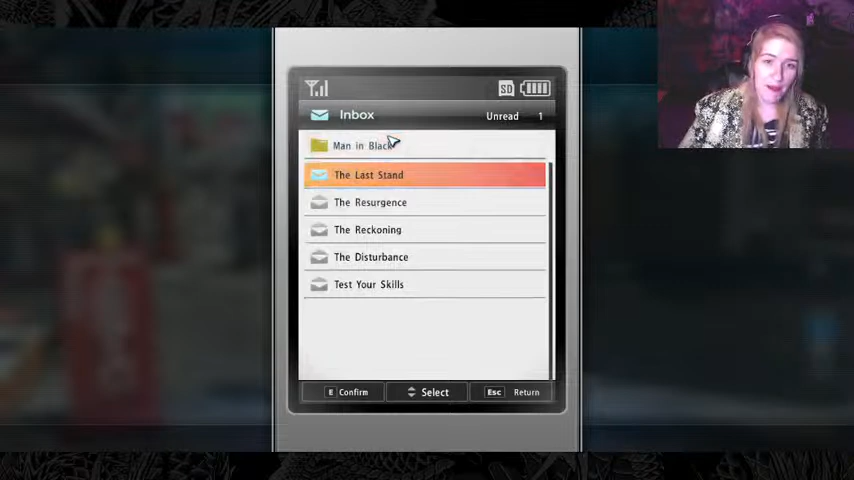 SD
Inbox Unread 1
Man in Black
The Last Stand
The Resurgence
The Reckoning
The Disturbance
Test Your Skills
E Confirm Select Esc Return